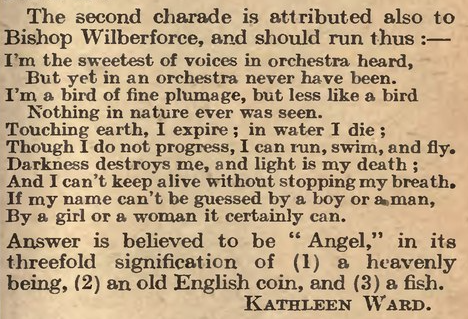 The second charade is attributed also to
Bishop Wilberforce, and should run thus :—
I'm the sweetest of voices in orchestra heard,
But yet in an orchestra never have been.
I'm a bird of fine plumage, but less like a bird
Nothing in nature ever was seen.
Touching earth, I expire; in water I die;
Though I do not progress, I can run, swim, and fly.
Darkness destroys me, and light is my death;
And I can't keep alive without stopping my breath.
If my name can't be guessed by a boy or a man,
By a girl or a woman it certainly can.
Answer is believed to be "Angel," in its
threefold signification of (1) a heavenly
being, (2) an old English coin, and (3) a fish.
KATHLEEN WARD.